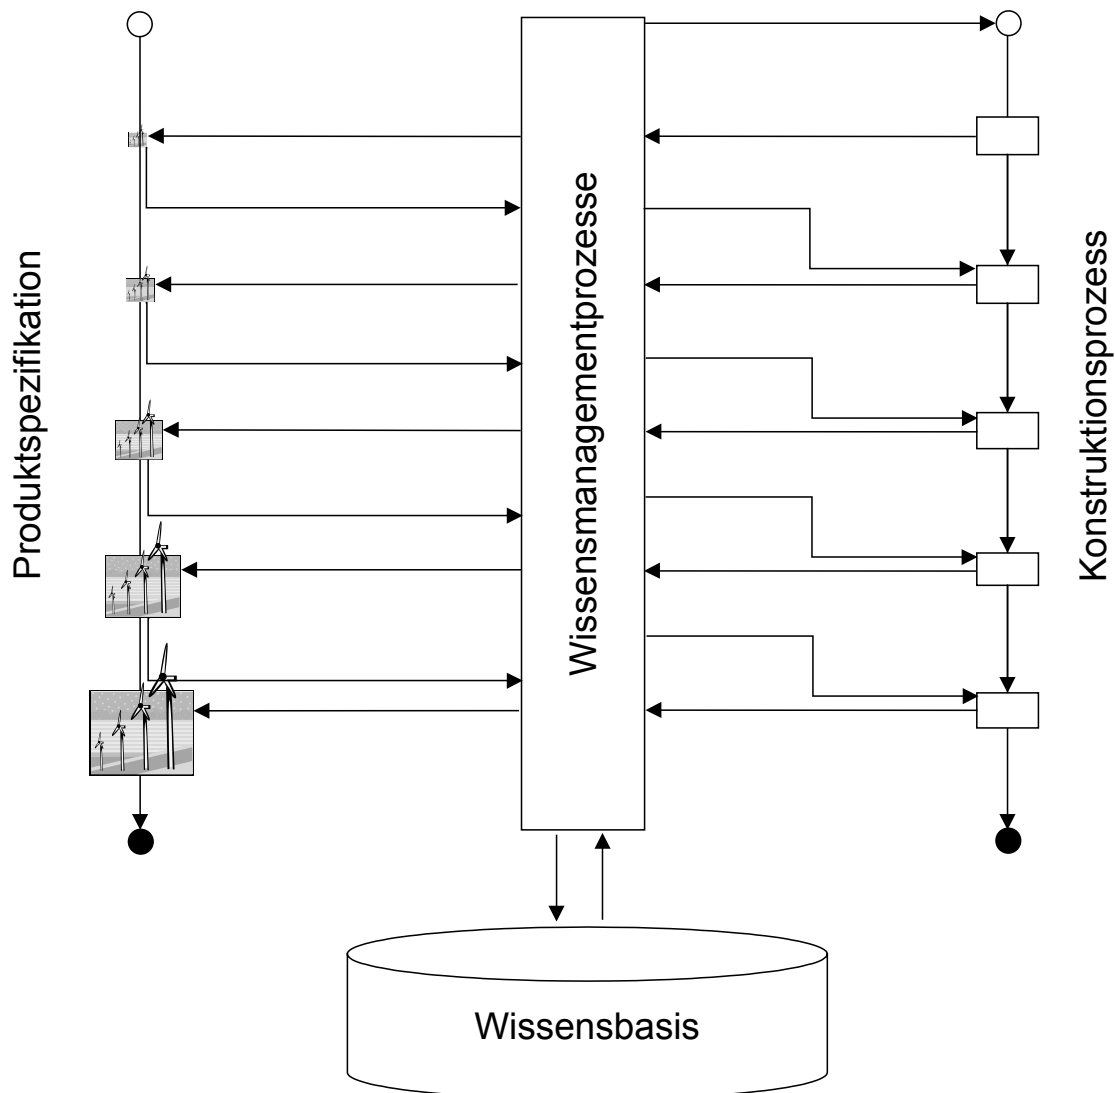 Produktspezifikation
Wissensmanagementprozesse
Konstruktionsprozess
Wissensbasis